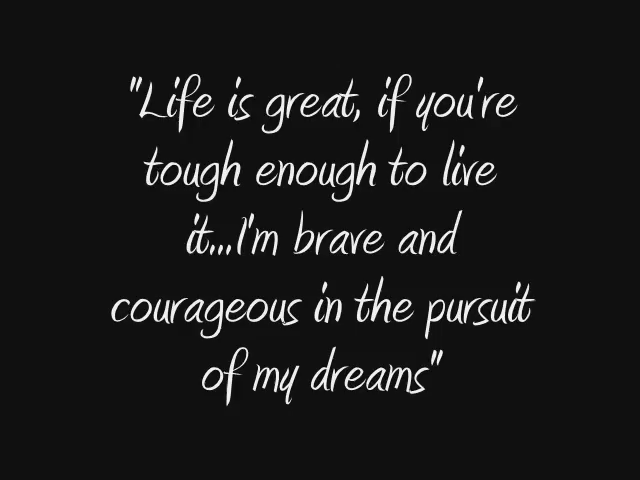 "Life is great, if you're
tough enough to live
it...I'm brave and
courageous in the pursuit
of my dreams"